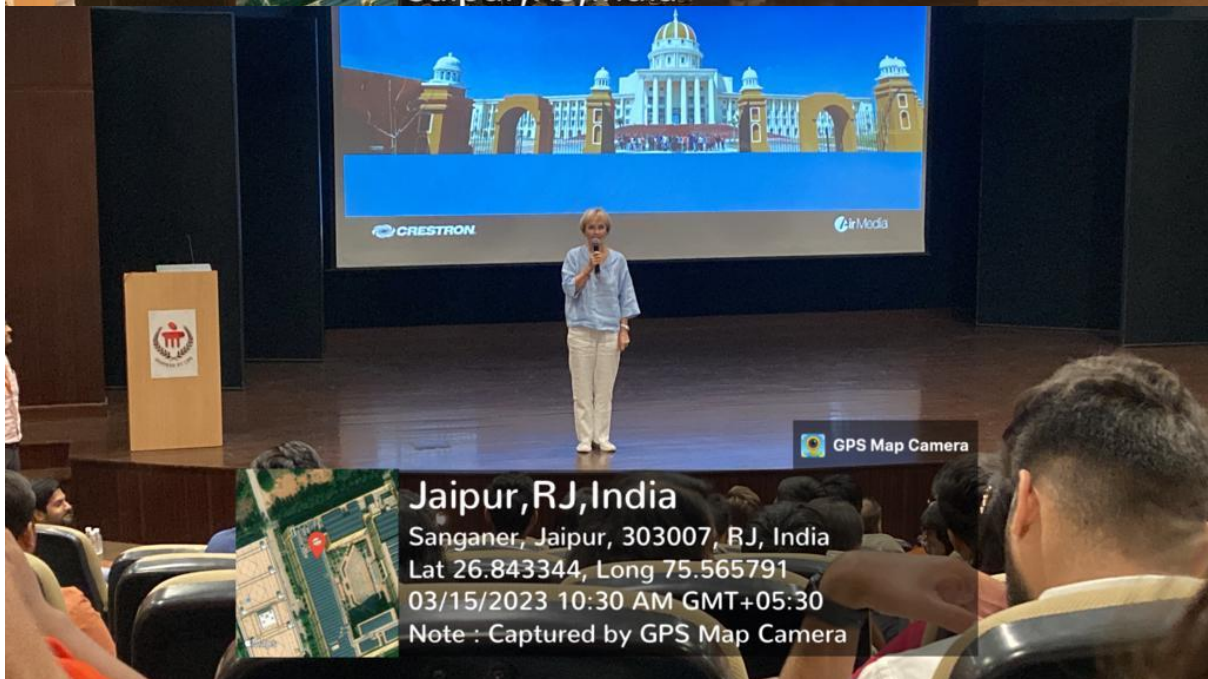 CRESTRON
AirMedia
GPS Map Camera
Jaipur,RJ,India
Sanganer, Jaipur, 303007, RJ, India
Lat 26.843344, Long 75.565791
03/15/2023 10:30 AM GMT+05:30
Note : Captured by GPS Map Camera